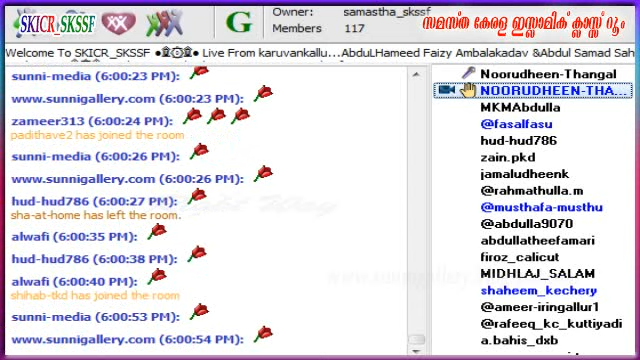 SKICR_SKSSF
G
Owner: samastha_skssf
Members 117
സമസ്ത കേരള ഇസ്ലാമിക് ക്ലാസ്സ് റൂം
Welcome To SKICR_SKSSF Live From karuvankallu...AbduLHameed Faizy Ambalakadav &Abdul Samad Sah
sunni-media (6:00:23 PM):
www.sunnigallery.com (6:00:23 PM):
zameer313 (6:00:24 PM):
padithave2 has joined the room
sunni-media (6:00:26 PM):
www.sunnigallery.com (6:00:26 PM):
hud-hud786 (6:00:27 PM):
sha-at-home has left the room.
alwafi (6:00:35 PM):
hud-hud786 (6:00:38 PM):
alwafi (6:00:40 PM):
shihab-tkd has joined the room
sunni-media (6:00:53 PM):
www.sunnigallery.com (6:00:54 PM):
Noorudheen-Thangal
NOORUDHEEN-THA...
MKMAbdulla
@fasalfasu
hud-hud786
zain.pkd
jamaludheenk
@rahmathulla.m
@musthafa-musthu
@abdulla9070
abdullatheefamari
firoz_calicut
MIDHLAJ_SALAM
shaheem_kechery
@ameer-iringallur1
@rafeeq_kc_kuttiyadi
a.bahis_dxb